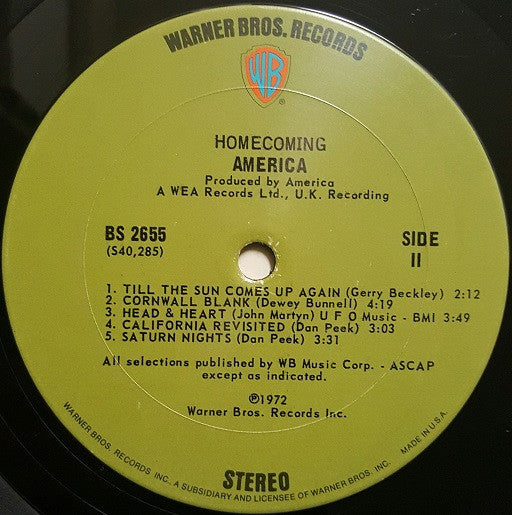 WARNER BROS. RECORDS
WB
®
HOMECOMING
AMERICA
Produced by America
A WEA Records Ltd., U.K. Recording
BS 2655
(S40,285)
SIDE
II
1. TILL THE SUN COMES UP AGAIN (Gerry Beckley) 2:12
2. CORNWALL BLANK (Dewey Bunnell) 4:19
3. HEAD & HEART (John Martyn) U F O Music - BMI 3:49
4. CALIFORNIA REVISITED (Dan Peek) 3:03
5. SATURN NIGHTS (Dan Peek) 3:31
All selections published by WB Music Corp. - ASCAP
except as indicated.
℗1972
Warner Bros. Records Inc.
STEREO
WARNER BROS. RECORDS INC. A SUBSIDIARY AND LICENSEE OF WARNER BROS. INC. MADE IN U.S.A.